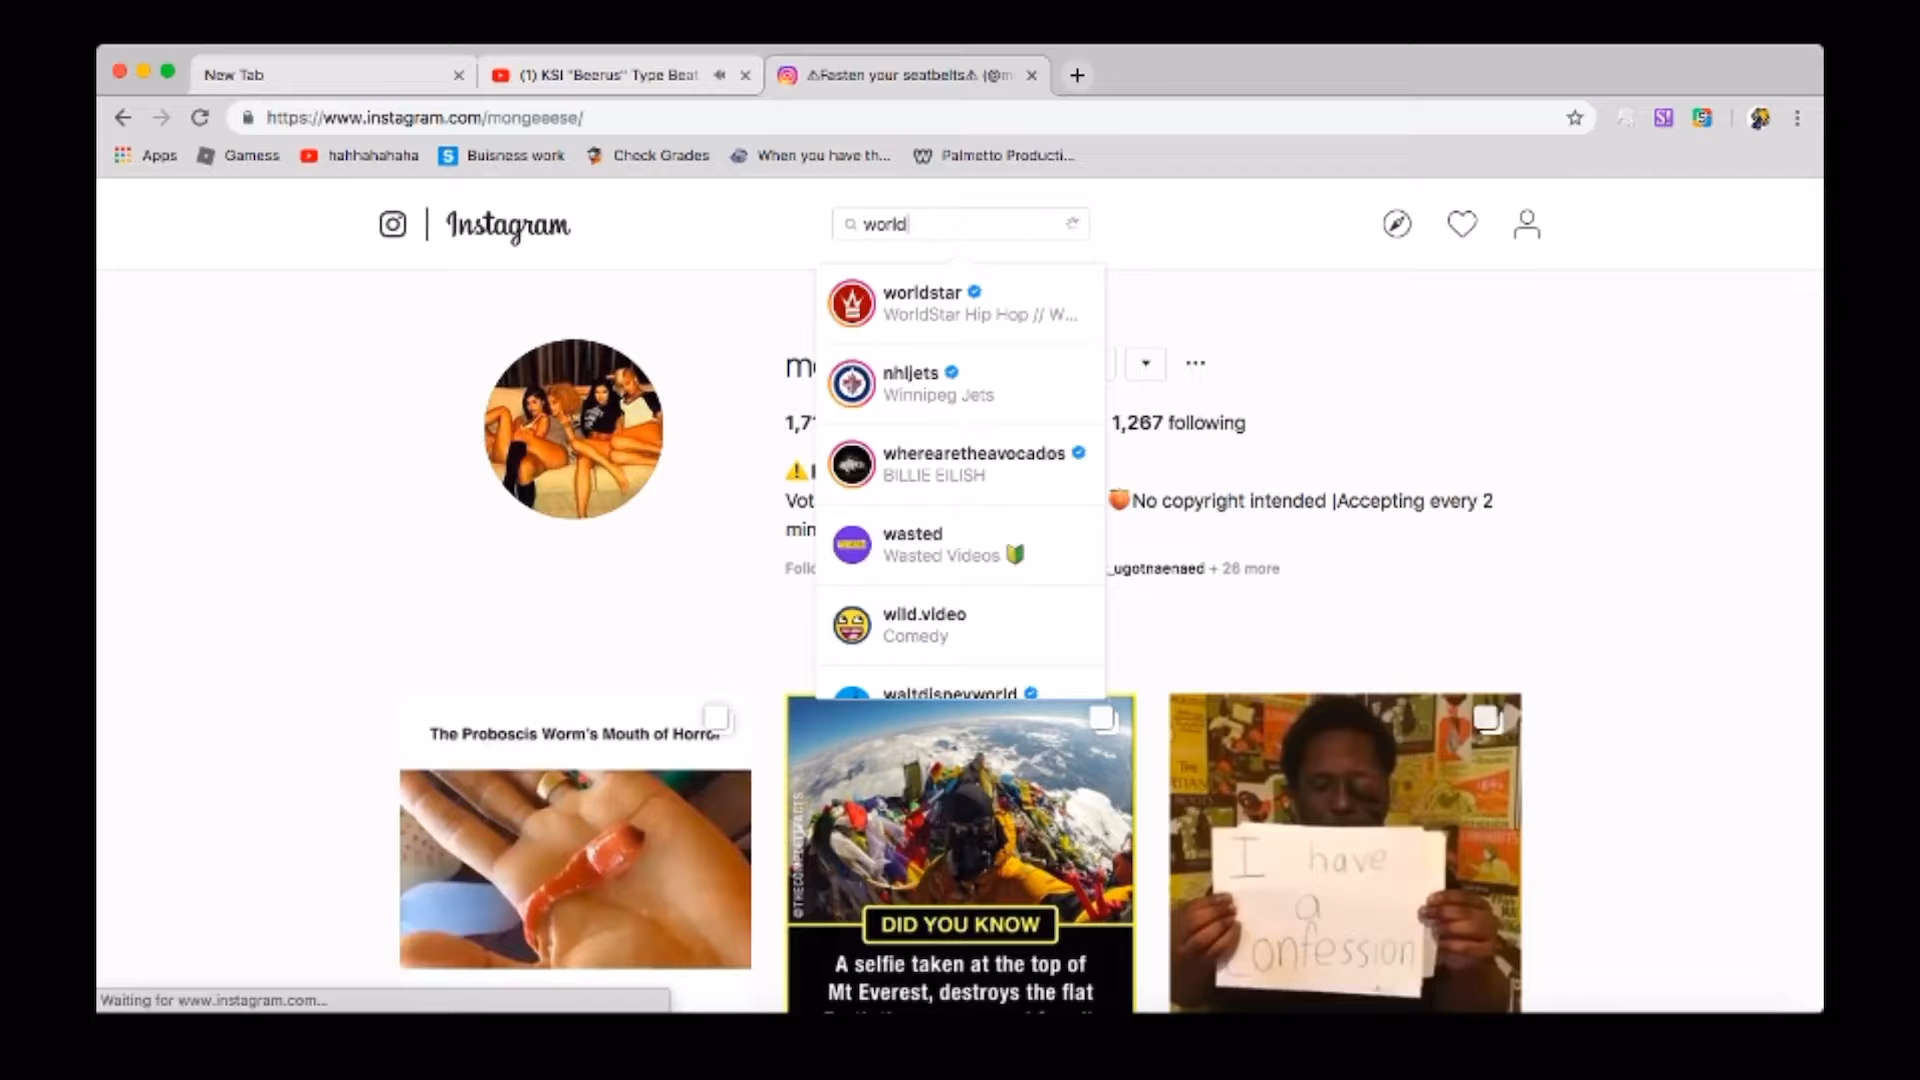 New Tab
(1) KSI "Beerus" Type Beat
⚠Fasten your seatbelts⚠ (@m
https://www.instagram.com/mongeeese/
Apps
Gamess
hahhahahaha
Buisness work
Check Grades
When you have th...
Palmetto Producti...
Instagram
world
worldstar
WorldStar Hip Hop // W...
nhljets
Winnipeg Jets
wherearetheavocados
BILLIE EILISH
wasted
Wasted Videos
wild.video
Comedy
waltdisneyworld
1,267 following
Vot
🍑No copyright intended |Accepting every 2
min
_ugotnaenaed + 26 more
The Proboscis Worm's Mouth of Horror
DID YOU KNOW
A selfie taken at the top of
Mt Everest, destroys the flat
I have
a
confession
Waiting for www.instagram.com...